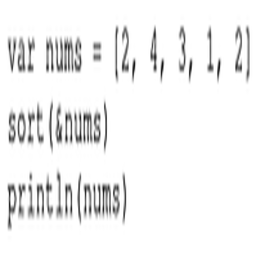 var nums = [2, 4, 3, 1, 2]
sort(&nums)
println(nums)